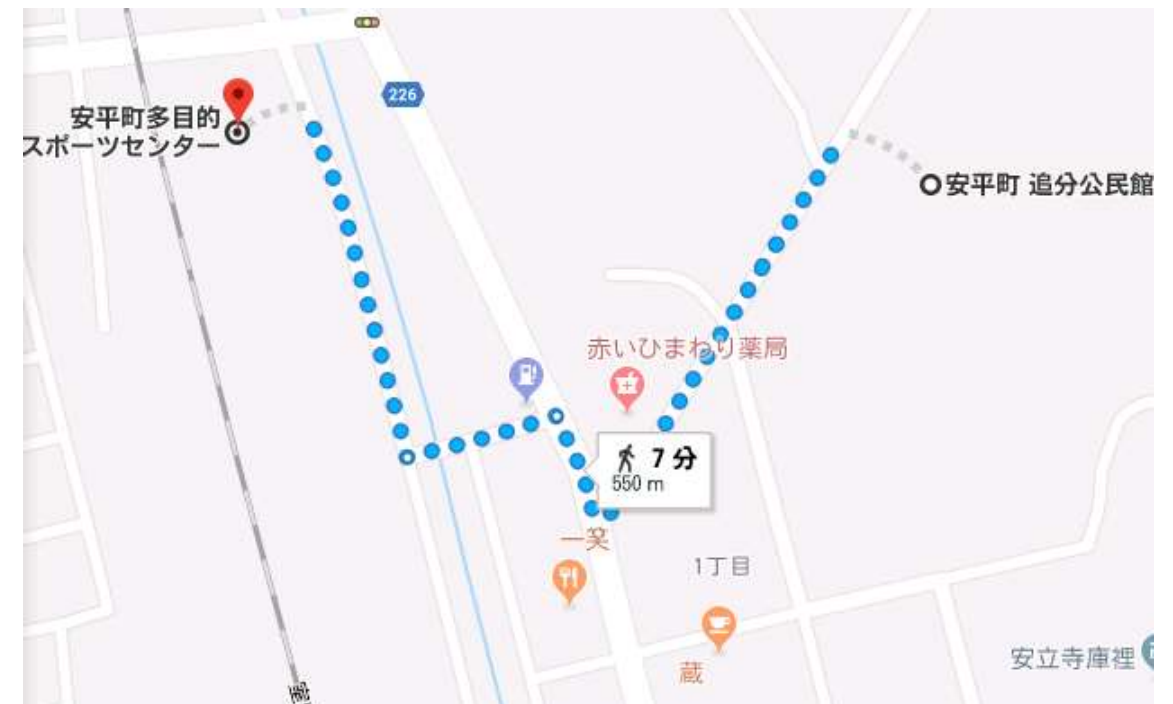 226
安平町多目的
スポーツセンター
安平町 追分公民館
赤いひまわり薬局
7 分
550 m
一笑
1丁目
安立寺庫裡
蔵